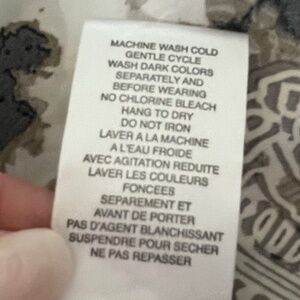 MACHINE WASH COLD
GENTLE CYCLE
WASH DARK COLORS
SEPARATELY AND
BEFORE WEARING
NO CHLORINE BLEACH
HANG TO DRY
DO NOT IRON
LAVER A LA MACHINE
A L'EAU FROIDE
AVEC AGITATION REDUITE
LAVER LES COULEURS
FONCEES
SEPAREMENT ET
AVANT DE PORTER
PAS D'AGENT BLANCHISSANT
SUSPENDRE POUR SECHER
NE PAS REPASSER